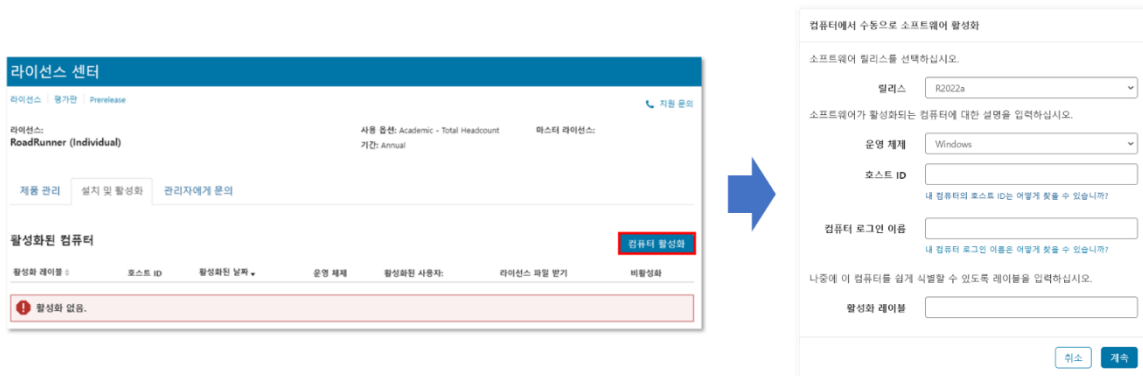 라이선스 센터
라이선스 평가판 Prerelease
지원 문의
라이선스: 사용 옵션: Academic - Total Headcount 마스터 라이선스:
RoadRunner (Individual) 기간: Annual
제품 관리 설치 및 활성화 관리자에게 문의
활성화된 컴퓨터
컴퓨터 활성화
활성화 레이블 호스트 ID 활성화된 날짜 운영 체제 활성화된 사용자: 라이선스 파일 받기 비활성화
활성화 없음.
컴퓨터에서 수동으로 소프트웨어 활성화
소프트웨어 릴리스를 선택하십시오.
릴리스 R2022a
소프트웨어가 활성화되는 컴퓨터에 대한 설명을 입력하십시오.
운영 체제 Windows
호스트 ID
내 컴퓨터의 호스트 ID는 어떻게 찾을 수 있습니까?
컴퓨터 로그인 이름
내 컴퓨터 로그인 이름은 어떻게 찾을 수 있습니까?
나중에 이 컴퓨터를 쉽게 식별할 수 있도록 레이블을 입력하십시오.
활성화 레이블
취소 계속